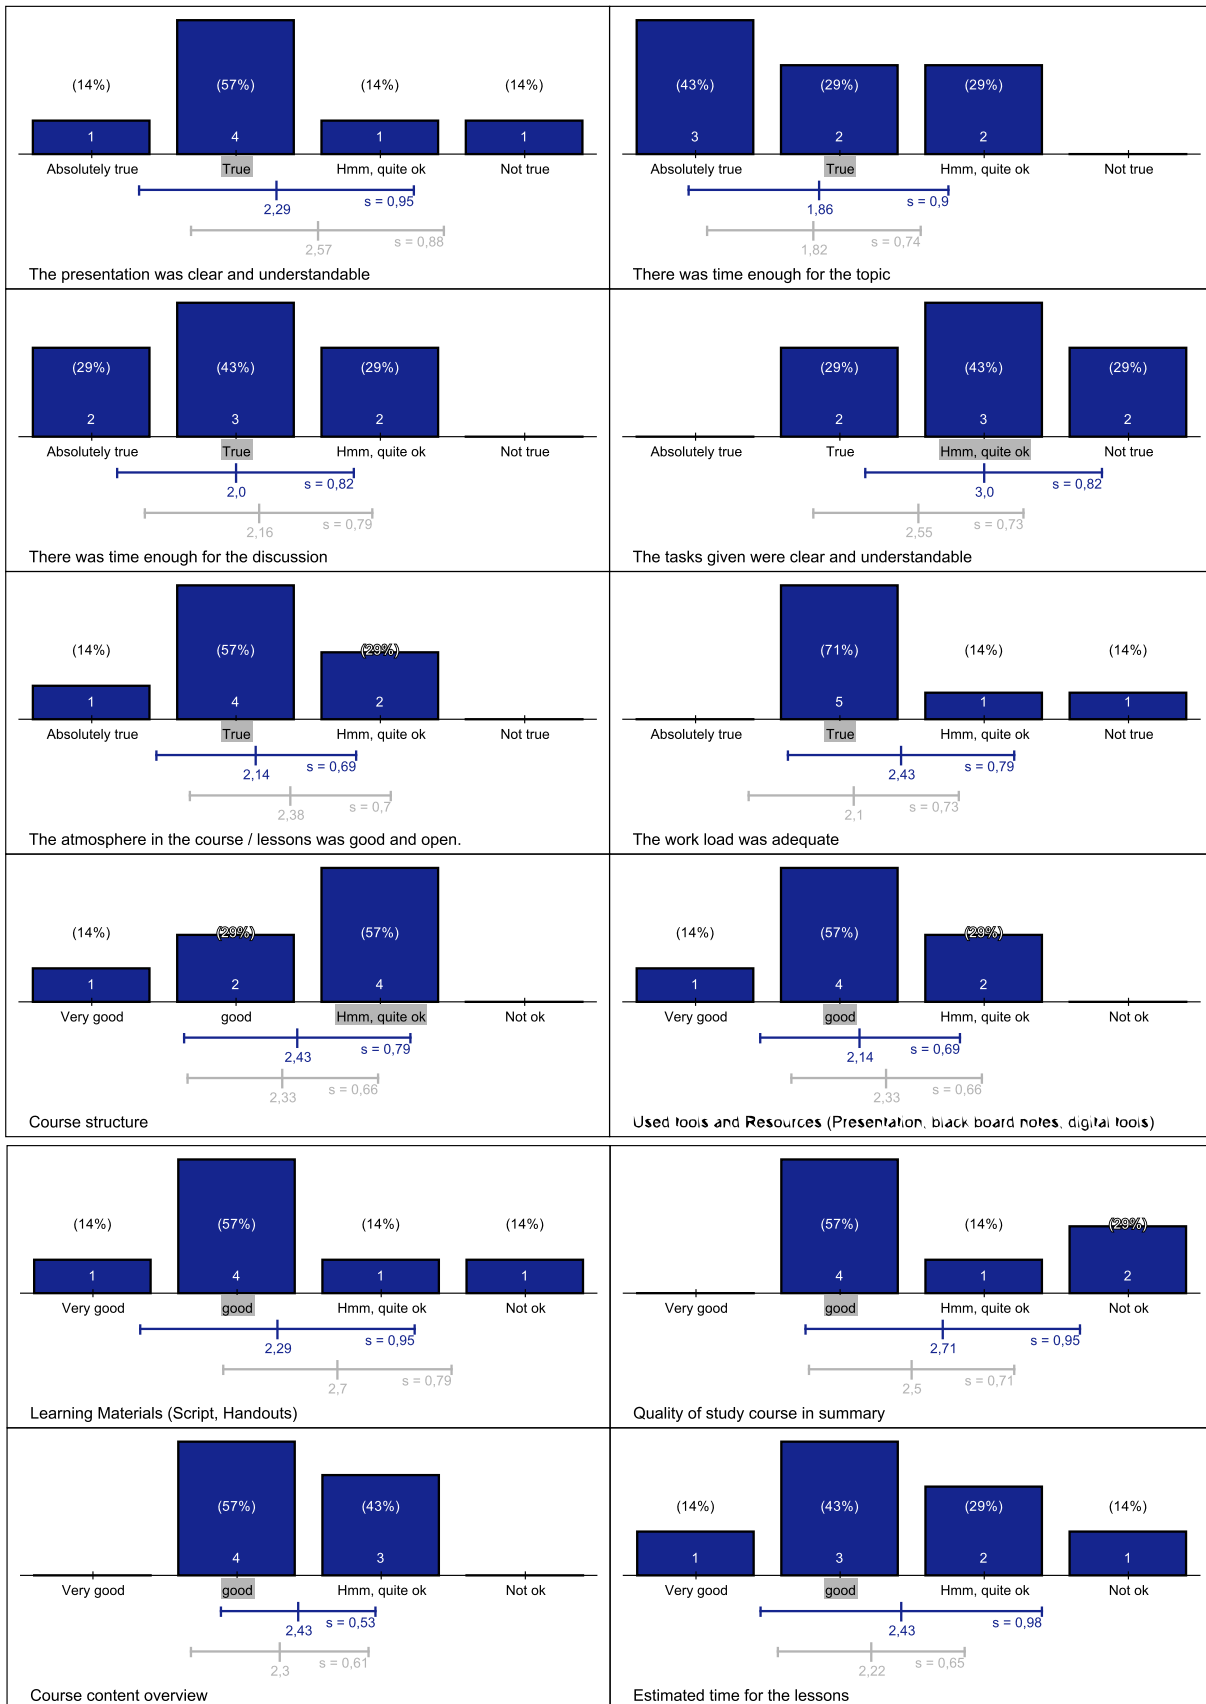 (14%) (57%) (14%) (14%)
1 4 1 1
Absolutely true True Hmm, quite ok Not true
2,29 s = 0,95
2,57 s = 0,88
The presentation was clear and understandable
(43%) (29%) (29%)
3 2 2
Absolutely true True Hmm, quite ok Not true
1,86 s = 0,9
1,82 s = 0,74
There was time enough for the topic
(29%) (43%) (29%)
2 3 2
Absolutely true True Hmm, quite ok Not true
2,0 s = 0,82
2,16 s = 0,79
There was time enough for the discussion
(29%) (43%) (29%)
2 3 2
Absolutely true True Hmm, quite ok Not true
3,0 s = 0,82
2,55 s = 0,73
The tasks given were clear and understandable
(14%) (57%) (29%)
1 4 2
Absolutely true True Hmm, quite ok Not true
2,14 s = 0,69
2,38 s = 0,7
The atmosphere in the course / lessons was good and open.
(71%) (14%) (14%)
5 1 1
Absolutely true True Hmm, quite ok Not true
2,43 s = 0,79
2,1 s = 0,73
The work load was adequate
(14%) (29%) (57%)
1 2 4
Very good good Hmm, quite ok Not ok
2,43 s = 0,79
2,33 s = 0,66
Course structure
(14%) (57%) (29%)
1 4 2
Very good good Hmm, quite ok Not ok
2,14 s = 0,69
2,33 s = 0,66
Used tools and Resources (Presentation, black board notes, digital tools)
(14%) (57%) (14%) (14%)
1 4 1 1
Very good good Hmm, quite ok Not ok
2,29 s = 0,95
2,7 s = 0,79
Learning Materials (Script, Handouts)
(57%) (14%) (29%)
4 1 2
Very good good Hmm, quite ok Not ok
2,71 s = 0,95
2,5 s = 0,71
Quality of study course in summary
(57%) (43%)
4 3
Very good good Hmm, quite ok Not ok
2,43 s = 0,53
2,3 s = 0,61
Course content overview
(14%) (43%) (29%) (14%)
1 3 2 1
Very good good Hmm, quite ok Not ok
2,43 s = 0,98
2,22 s = 0,65
Estimated time for the lessons